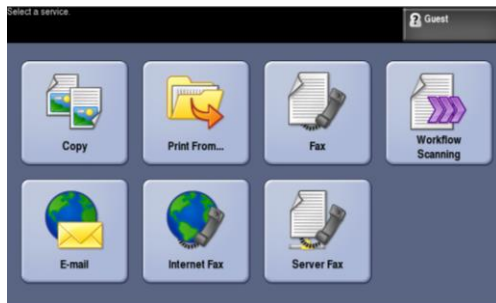 Select a service.
Guest
Copy
Print From...
Fax
Workflow
Scanning
E-mail
Internet Fax
Server Fax